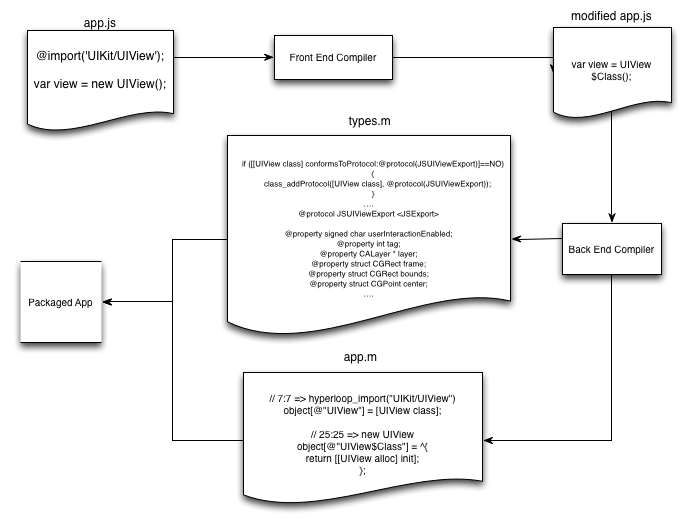 app.js
@import('UIKit/UIView');
var view = new UIView();
Front End Compiler
modified app.js
var view = UIView
$Class();
types.m
if ([[UIView class] conformsToProtocol:@protocol(JSUIViewExport)]==NO)
{
class_addProtocol([UIView class], @protocol(JSUIViewExport));
}
....
@protocol JSUIViewExport <JSExport>
@property signed char userInteractionEnabled;
@property int tag;
@property CALayer * layer;
@property struct CGRect frame;
@property struct CGRect bounds;
@property struct CGPoint center;
....
Back End Compiler
Packaged App
app.m
// 7:7 => hyperloop_import("UIKit/UIView")
object[@"UIView"] = [UIView class];
// 25:25 => new UIView
object[@"UIView$Class"] = ^{
return [[UIView alloc] init];
};